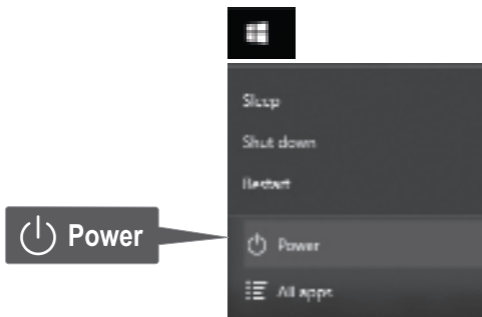 Sleep
Shut down
Restart
Power
Power
All apps